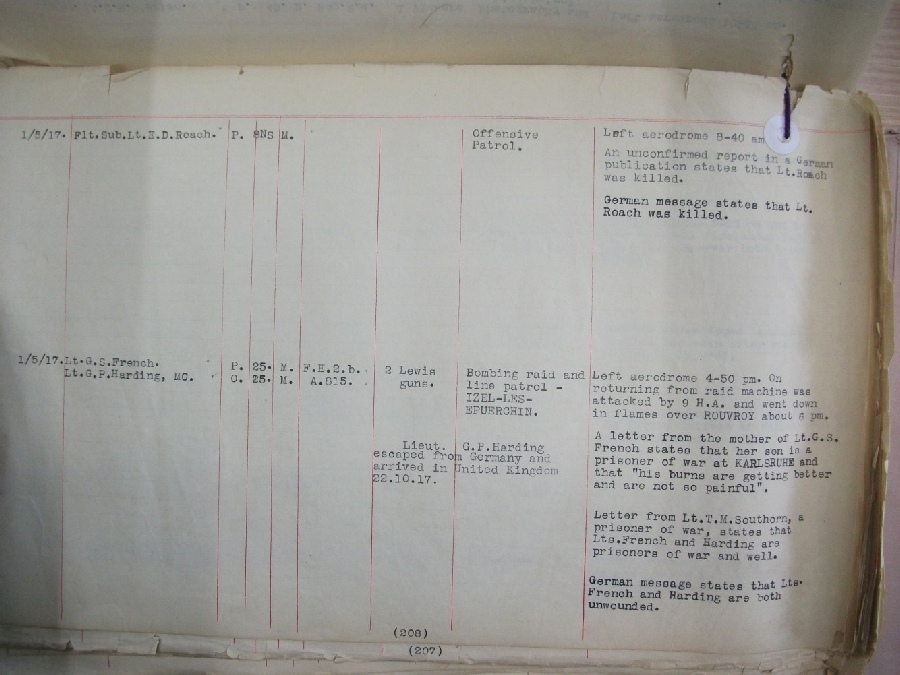 1/5/17. Flt.Sub.Lt.E.D.Roach. P. 8NS M. Offensive Patrol. Left aerodrome 8-40 am
An unconfirmed report in a German
publication states that Lt.Roach
was killed.
German message states that Lt.
Roach was killed.
1/5/17. Lt.G.S.French. P. 25. M. F.E.2.b. 2 Lewis Bombing raid and Left aerodrome 4-50 pm. On
Lt.G.P.Harding, MC. O. 25. M. A.815. guns. line patrol - returning from raid machine was
IZEL-LES- attacked by 9 H.A. and went down
EPUERCHIN. in flames over ROUVROY about 6 pm.
Lieut. G.P.Harding
escaped from Germany and
arrived in United Kingdom
22.10.17.
A letter from the mother of Lt.G.S.
French states that her son is a
prisoner of war at KARLSRUHE and
that "his burns are getting better
and are not so painful".
Letter from Lt.T.M.Southorn, a
prisoner of war, states that
Lts.French and Harding are
prisoners of war and well.
German message states that Lts.
French and Harding are both
unwounded.
(208)
(207)